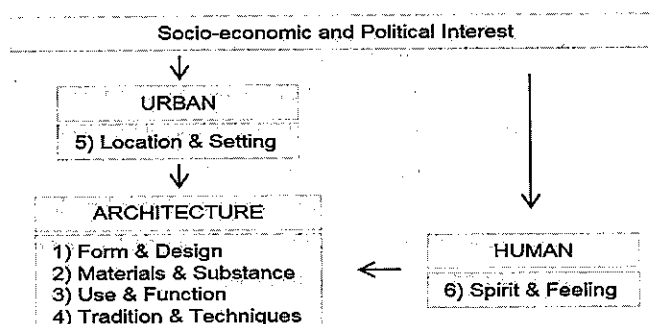 Socio-economic and Political Interest
URBAN
5) Location & Setting
ARCHITECTURE
1) Form & Design
2) Materials & Substance
3) Use & Function
4) Tradition & Techniques
HUMAN
6) Spirit & Feeling